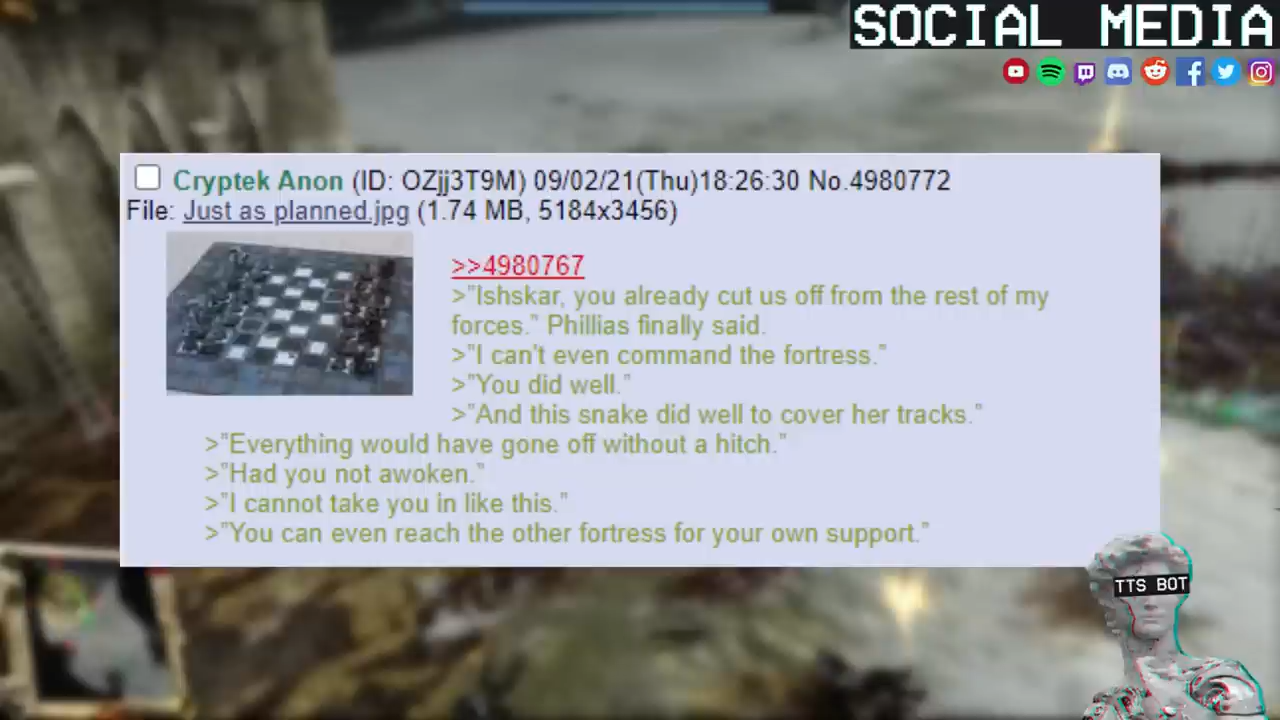 SOCIAL MEDIA
Cryptek Anon (ID: OZjj3T9M) 09/02/21(Thu)18:26:30 No.4980772
File: Just as planned.jpg (1.74 MB, 5184x3456)
>>4980767
>"Ishskar, you already cut us off from the rest of my
forces." Phillias finally said.
>"I can't even command the fortress."
>"You did well."
>"And this snake did well to cover her tracks."
>"Everything would have gone off without a hitch."
>"Had you not awoken."
>"I cannot take you in like this."
>"You can even reach the other fortress for your own support."
TTS BOT